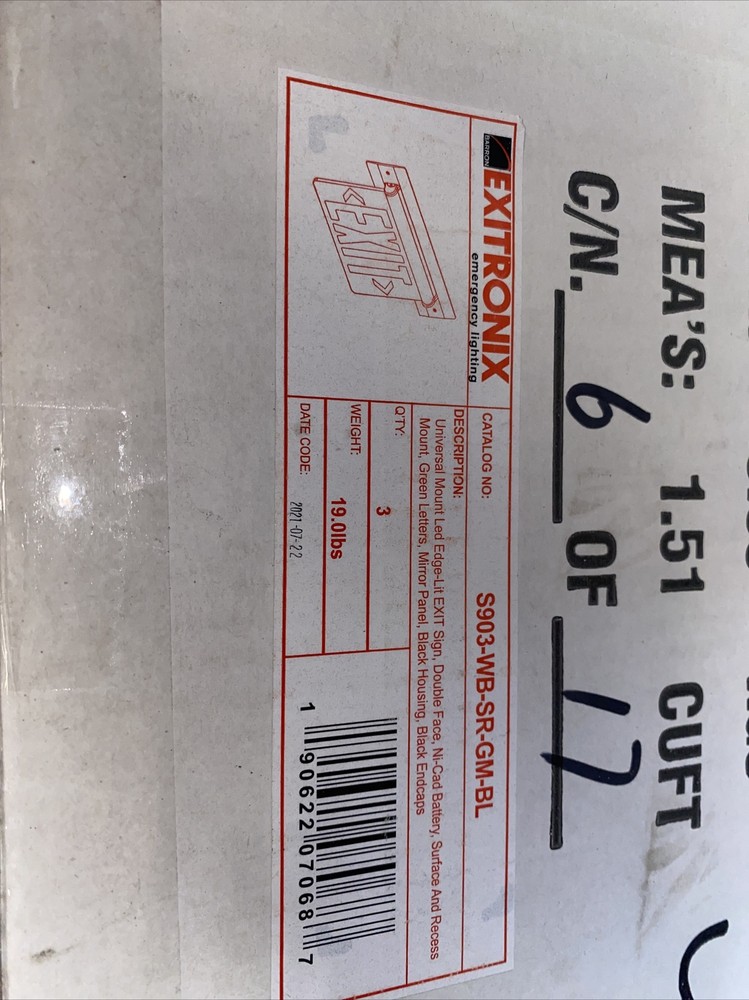 MEA'S: 1.51 CUFT
C/N. 6 OF 17
BARRON
EXITRONIX
emergency lighting
EXIT
CATALOG NO: S903-WB-SR-GM-BL
DESCRIPTION:
Universal Mount Led Edge-Lit EXIT Sign, Double Face, Ni-Cad Battery, Surface And Recess
Mount, Green Letters, Mirror Panel, Black Housing, Black Endcaps
Q'TY: 3
WEIGHT: 19.0lbs
DATE CODE: 2021-07-22
1 90622 07068 7